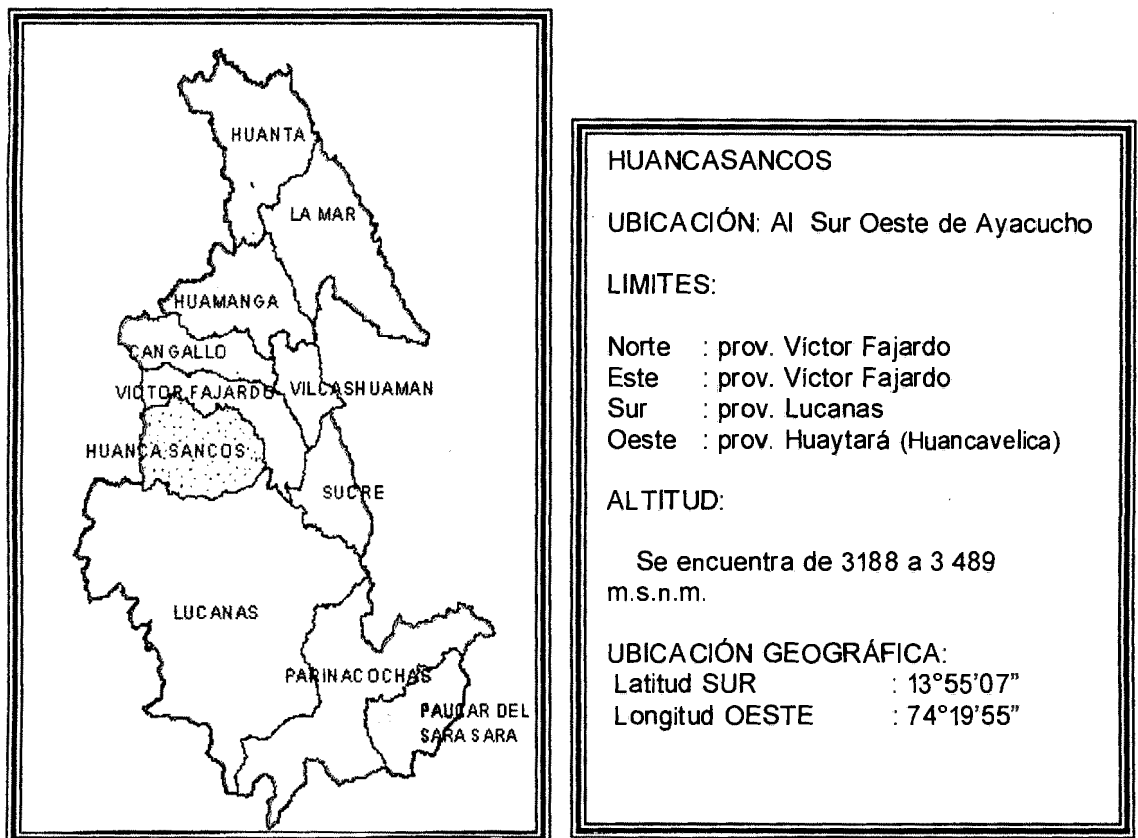 HUANTA
LA MAR
HUAMANGA
CANGALLO
VICTOR FAJARDO
VILCASHUAMAN
HUANCA SANCOS
SUCRE
LUCANAS
PARINACOCHAS
PAUCAR DEL
SARA SARA
HUANCASANCOS
UBICACIÓN: Al Sur Oeste de Ayacucho
LIMITES:
Norte : prov. Víctor Fajardo
Este : prov. Víctor Fajardo
Sur : prov. Lucanas
Oeste : prov. Huaytará (Huancavelica)
ALTITUD:
Se encuentra de 3188 a 3 489
m.s.n.m.
UBICACIÓN GEOGRÁFICA:
Latitud SUR : 13°55'07"
Longitud OESTE : 74°19'55"